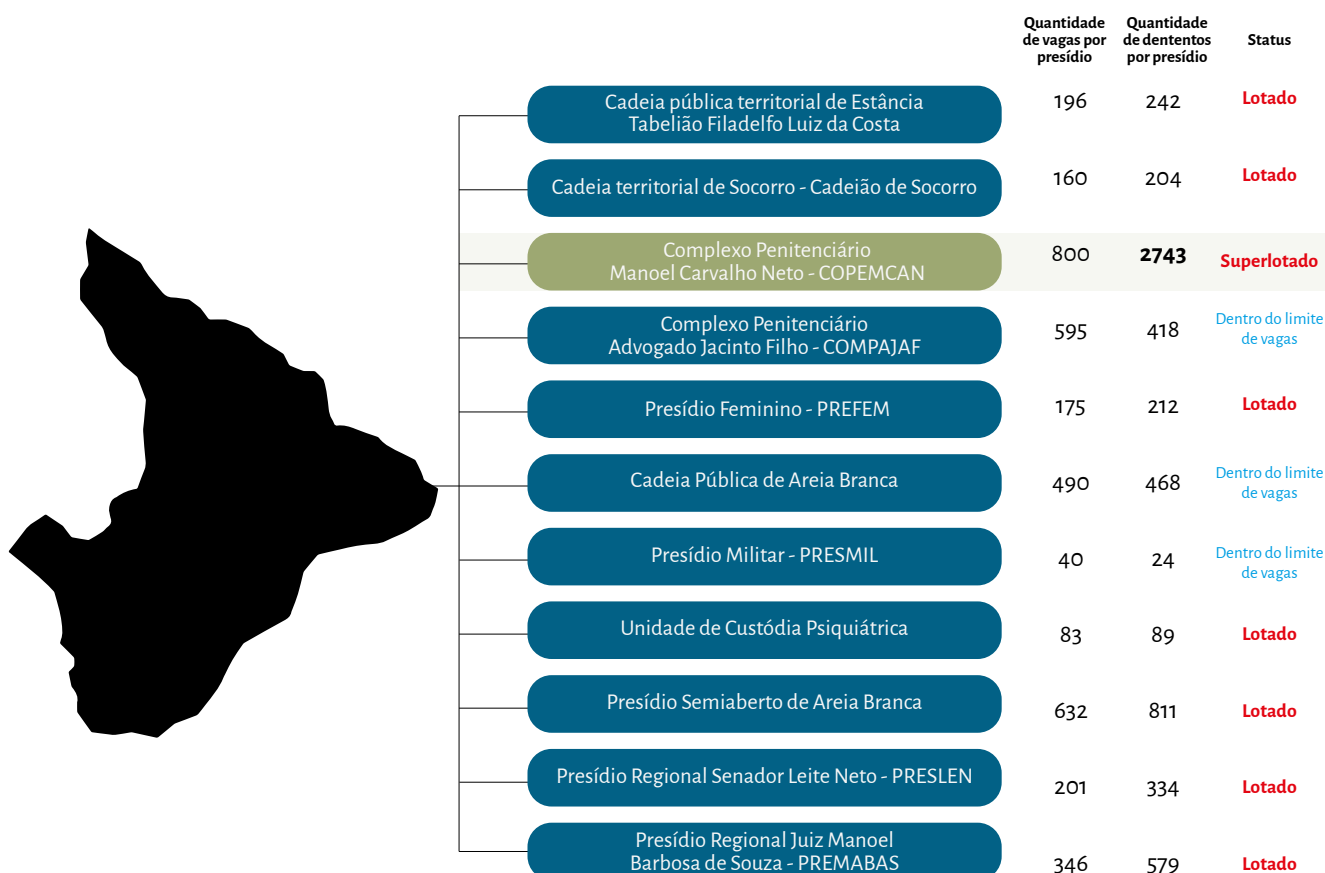 Quantidade
de vagas por
presídio
Quantidade
de dententos
por presídio
Status
Cadeia pública territorial de Estância
Tabelião Filadelfo Luiz da Costa
196
242
Lotado
Cadeia territorial de Socorro - Cadeião de Socorro
160
204
Lotado
Complexo Penitenciário
Manoel Carvalho Neto - COPEMCAN
800
2743
Superlotado
Complexo Penitenciário
Advogado Jacinto Filho - COMPAJAF
595
418
Dentro do limite
de vagas
Presídio Feminino - PREFEM
175
212
Lotado
Cadeia Pública de Areia Branca
490
468
Dentro do limite
de vagas
Presídio Militar - PRESMIL
40
24
Dentro do limite
de vagas
Unidade de Custódia Psiquiátrica
83
89
Lotado
Presídio Semiaberto de Areia Branca
632
811
Lotado
Presídio Regional Senador Leite Neto - PRESLEN
201
334
Lotado
Presídio Regional Juiz Manoel
Barbosa de Souza - PREMABAS
346
579
Lotado